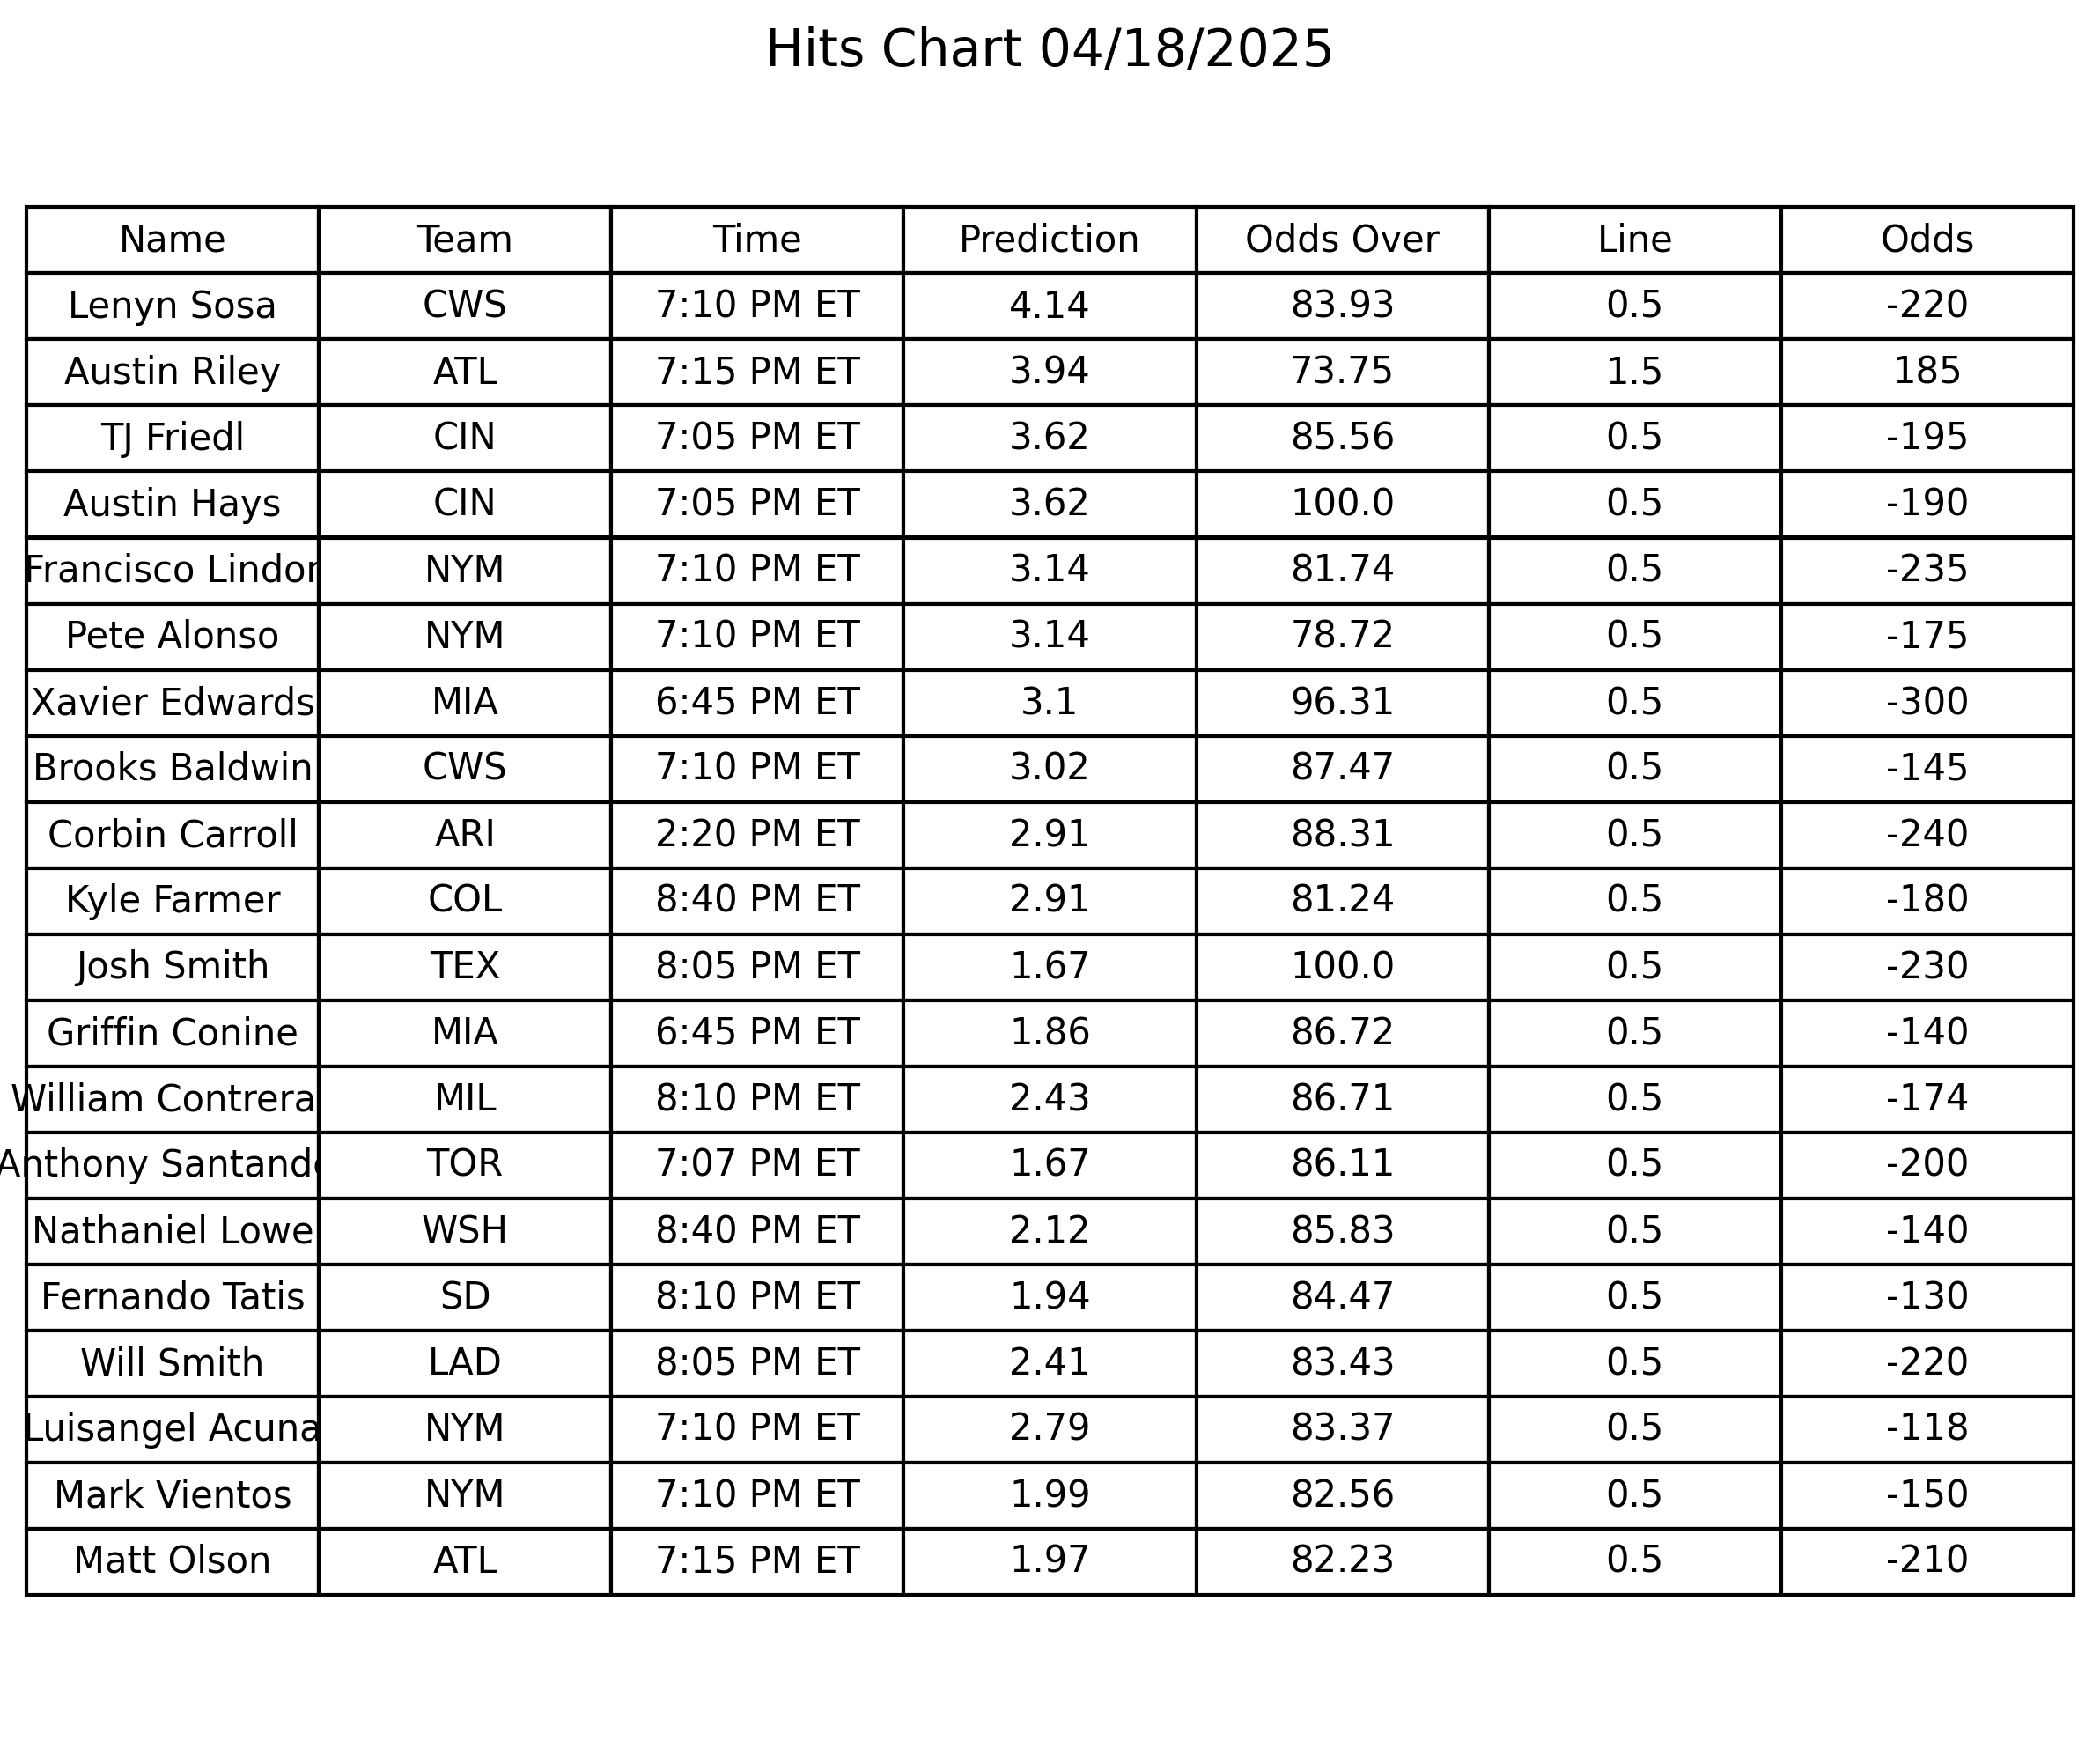 Hits Chart 04/18/2025
Name Team Time Prediction Odds Over Line Odds
Lenyn Sosa CWS 7:10 PM ET 4.14 83.93 0.5 -220
Austin Riley ATL 7:15 PM ET 3.94 73.75 1.5 185
TJ Friedl CIN 7:05 PM ET 3.62 85.56 0.5 -195
Austin Hays CIN 7:05 PM ET 3.62 100.0 0.5 -190
Francisco Lindor NYM 7:10 PM ET 3.14 81.74 0.5 -235
Pete Alonso NYM 7:10 PM ET 3.14 78.72 0.5 -175
Xavier Edwards MIA 6:45 PM ET 3.1 96.31 0.5 -300
Brooks Baldwin CWS 7:10 PM ET 3.02 87.47 0.5 -145
Corbin Carroll ARI 2:20 PM ET 2.91 88.31 0.5 -240
Kyle Farmer COL 8:40 PM ET 2.91 81.24 0.5 -180
Josh Smith TEX 8:05 PM ET 1.67 100.0 0.5 -230
Griffin Conine MIA 6:45 PM ET 1.86 86.72 0.5 -140
William Contrera MIL 8:10 PM ET 2.43 86.71 0.5 -174
Anthony Santand TOR 7:07 PM ET 1.67 86.11 0.5 -200
Nathaniel Lowe WSH 8:40 PM ET 2.12 85.83 0.5 -140
Fernando Tatis SD 8:10 PM ET 1.94 84.47 0.5 -130
Will Smith LAD 8:05 PM ET 2.41 83.43 0.5 -220
Luisangel Acuna NYM 7:10 PM ET 2.79 83.37 0.5 -118
Mark Vientos NYM 7:10 PM ET 1.99 82.56 0.5 -150
Matt Olson ATL 7:15 PM ET 1.97 82.23 0.5 -210